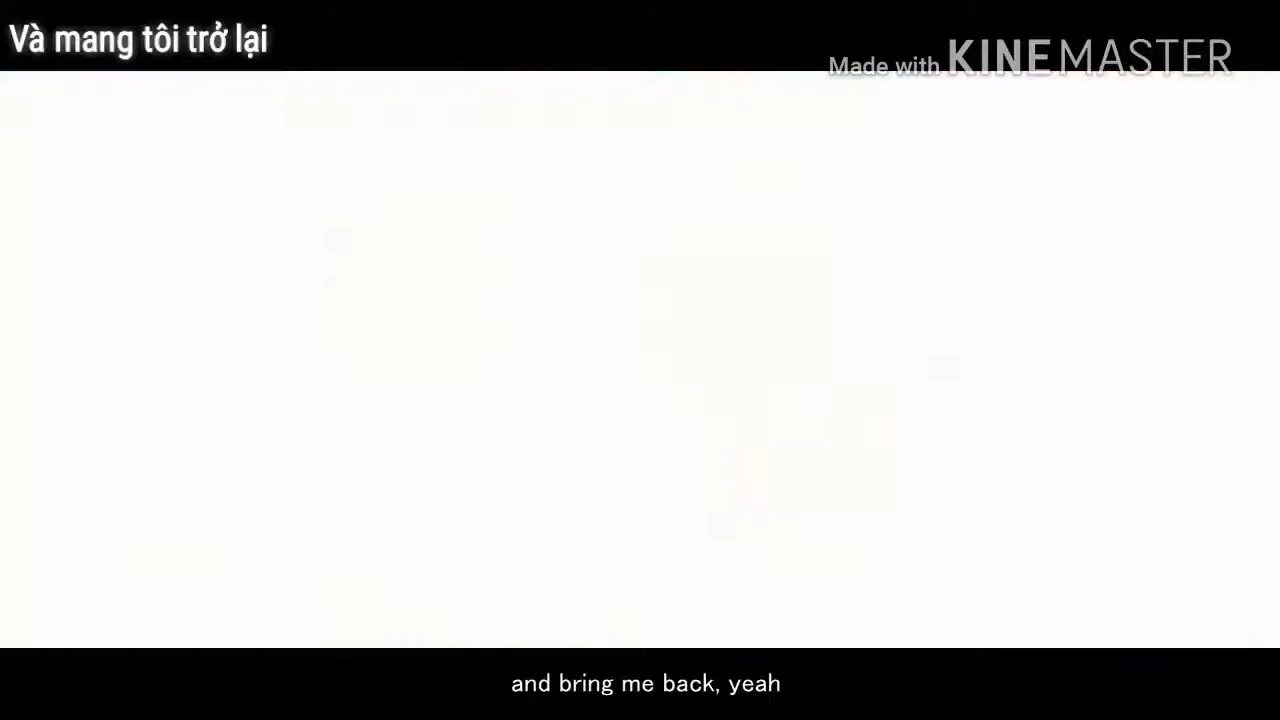 Và mang tôi trở lại
Made with KINEMASTER
and bring me back, yeah